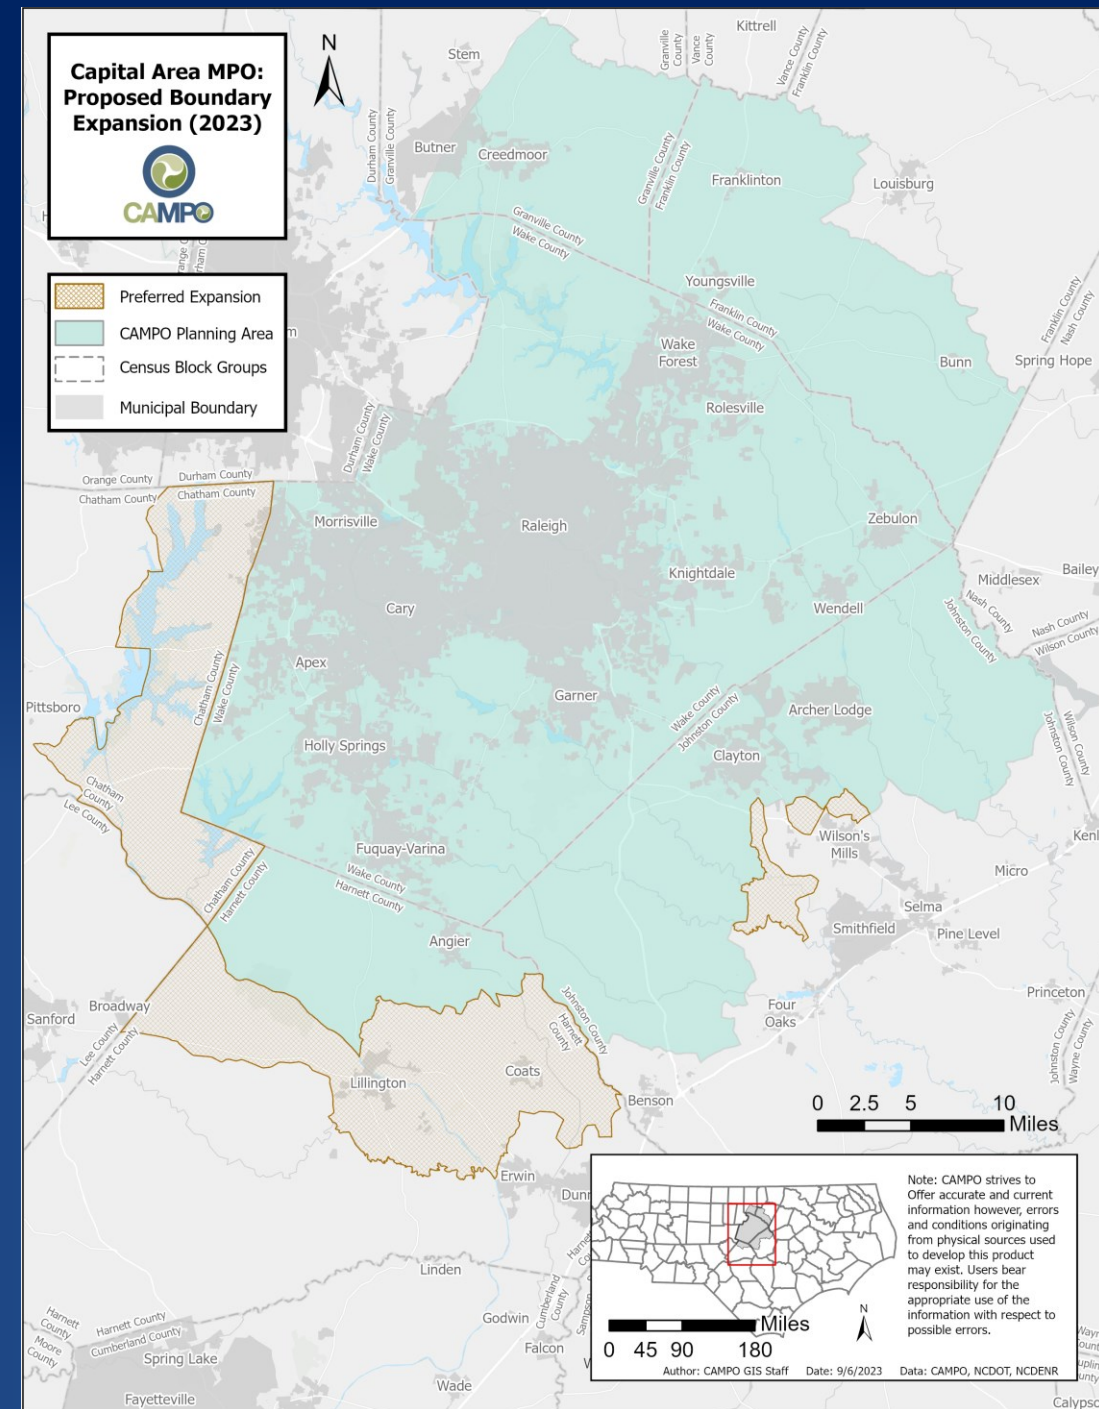 Capital Area MPO:
Proposed Boundary
Expansion (2023)
CAMPO
N
Preferred Expansion
CAMPO Planning Area
Census Block Groups
Municipal Boundary
Kittrell
Stem
Granville
County
Vance
County
Vance County
Franklin County
Durham County
Granville County
Butner
Creedmoor
Granville County
Franklin County
Franklinton
Louisburg
Granville County
Wake County
Youngsville
Franklin County
Wake County
Franklin County
Nash County
Wake
Forest
Bunn
Spring Hope
Rolesville
Durham County
Wake County
Orange County
Durham County
Chatham County
Chatham County
Morrisville
Raleigh
Zebulon
Knightdale
Middlesex
Bailey
Cary
Wendell
Nash County
Johnston County
Nash County
Wilson County
Chatham County
Wake County
Apex
Garner
Pittsboro
Wake County
Johnston County
Archer Lodge
Wilson County
Johnston County
Holly Springs
Clayton
Chatham
County
Lee County
Wilson's
Mills
Kenl
Fuquay-Varina
Chatham County
Harnett County
Wake County
Harnett County
Micro
Selma
Smithfield
Pine Level
Angier
Broadway
Sanford
Johnston County
Harnett
County
Four
Oaks
Princeton
Lee County
Harnett County
Johnston County
Wayne County
Lillington
Coats
Benson
0 2.5 5 10
Miles
Erwin
Dunn
Linden
Harnett
County
Moore
County
Harnett County
Cumberland County
Godwin
Cumberland
County
Sampson
Falcon
Spring Lake
Wade
Fayetteville
Calypso
Note: CAMPO strives to
Offer accurate and current
information however, errors
and conditions originating
from physical sources used
to develop this product
may exist. Users bear
responsibility for the
appropriate use of the
information with respect to
possible errors.
N
Miles
0 45 90 180
Author: CAMPO GIS Staff Date: 9/6/2023 Data: CAMPO, NCDOT, NCDENR